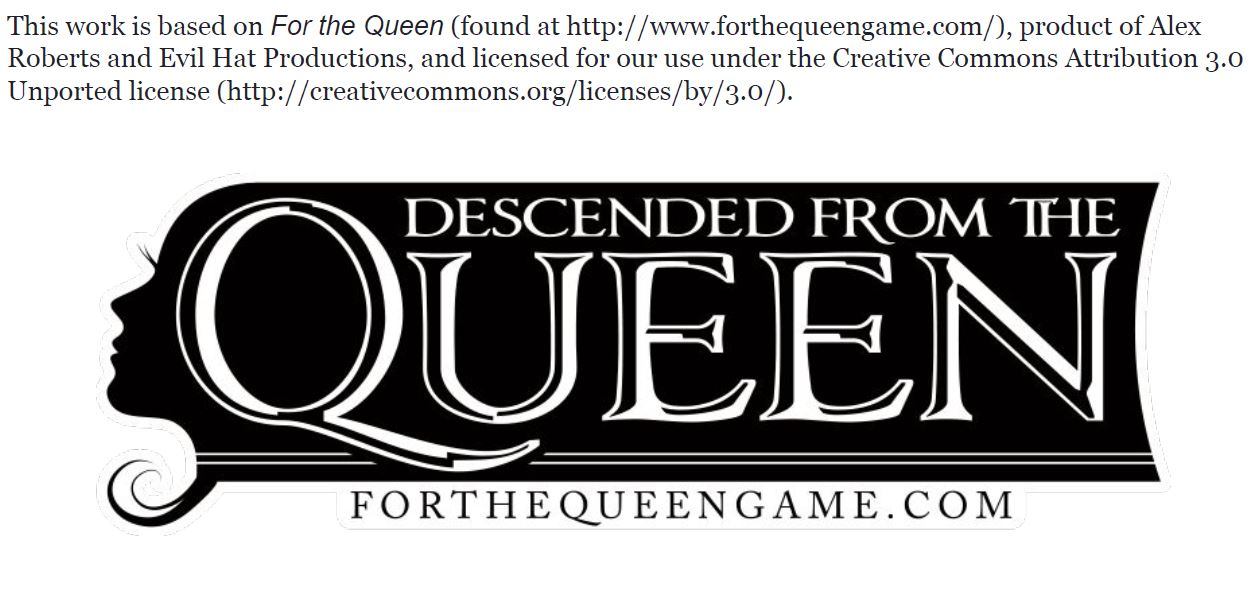 This work is based on For the Queen (found at http://www.forthequeengame.com/), product of Alex
Roberts and Evil Hat Productions, and licensed for our use under the Creative Commons Attribution 3.0
Unported license (http://creativecommons.org/licenses/by/3.0/).
DESCENDED FROM THE
QUEEN
FORTHEQUEENGAME.COM